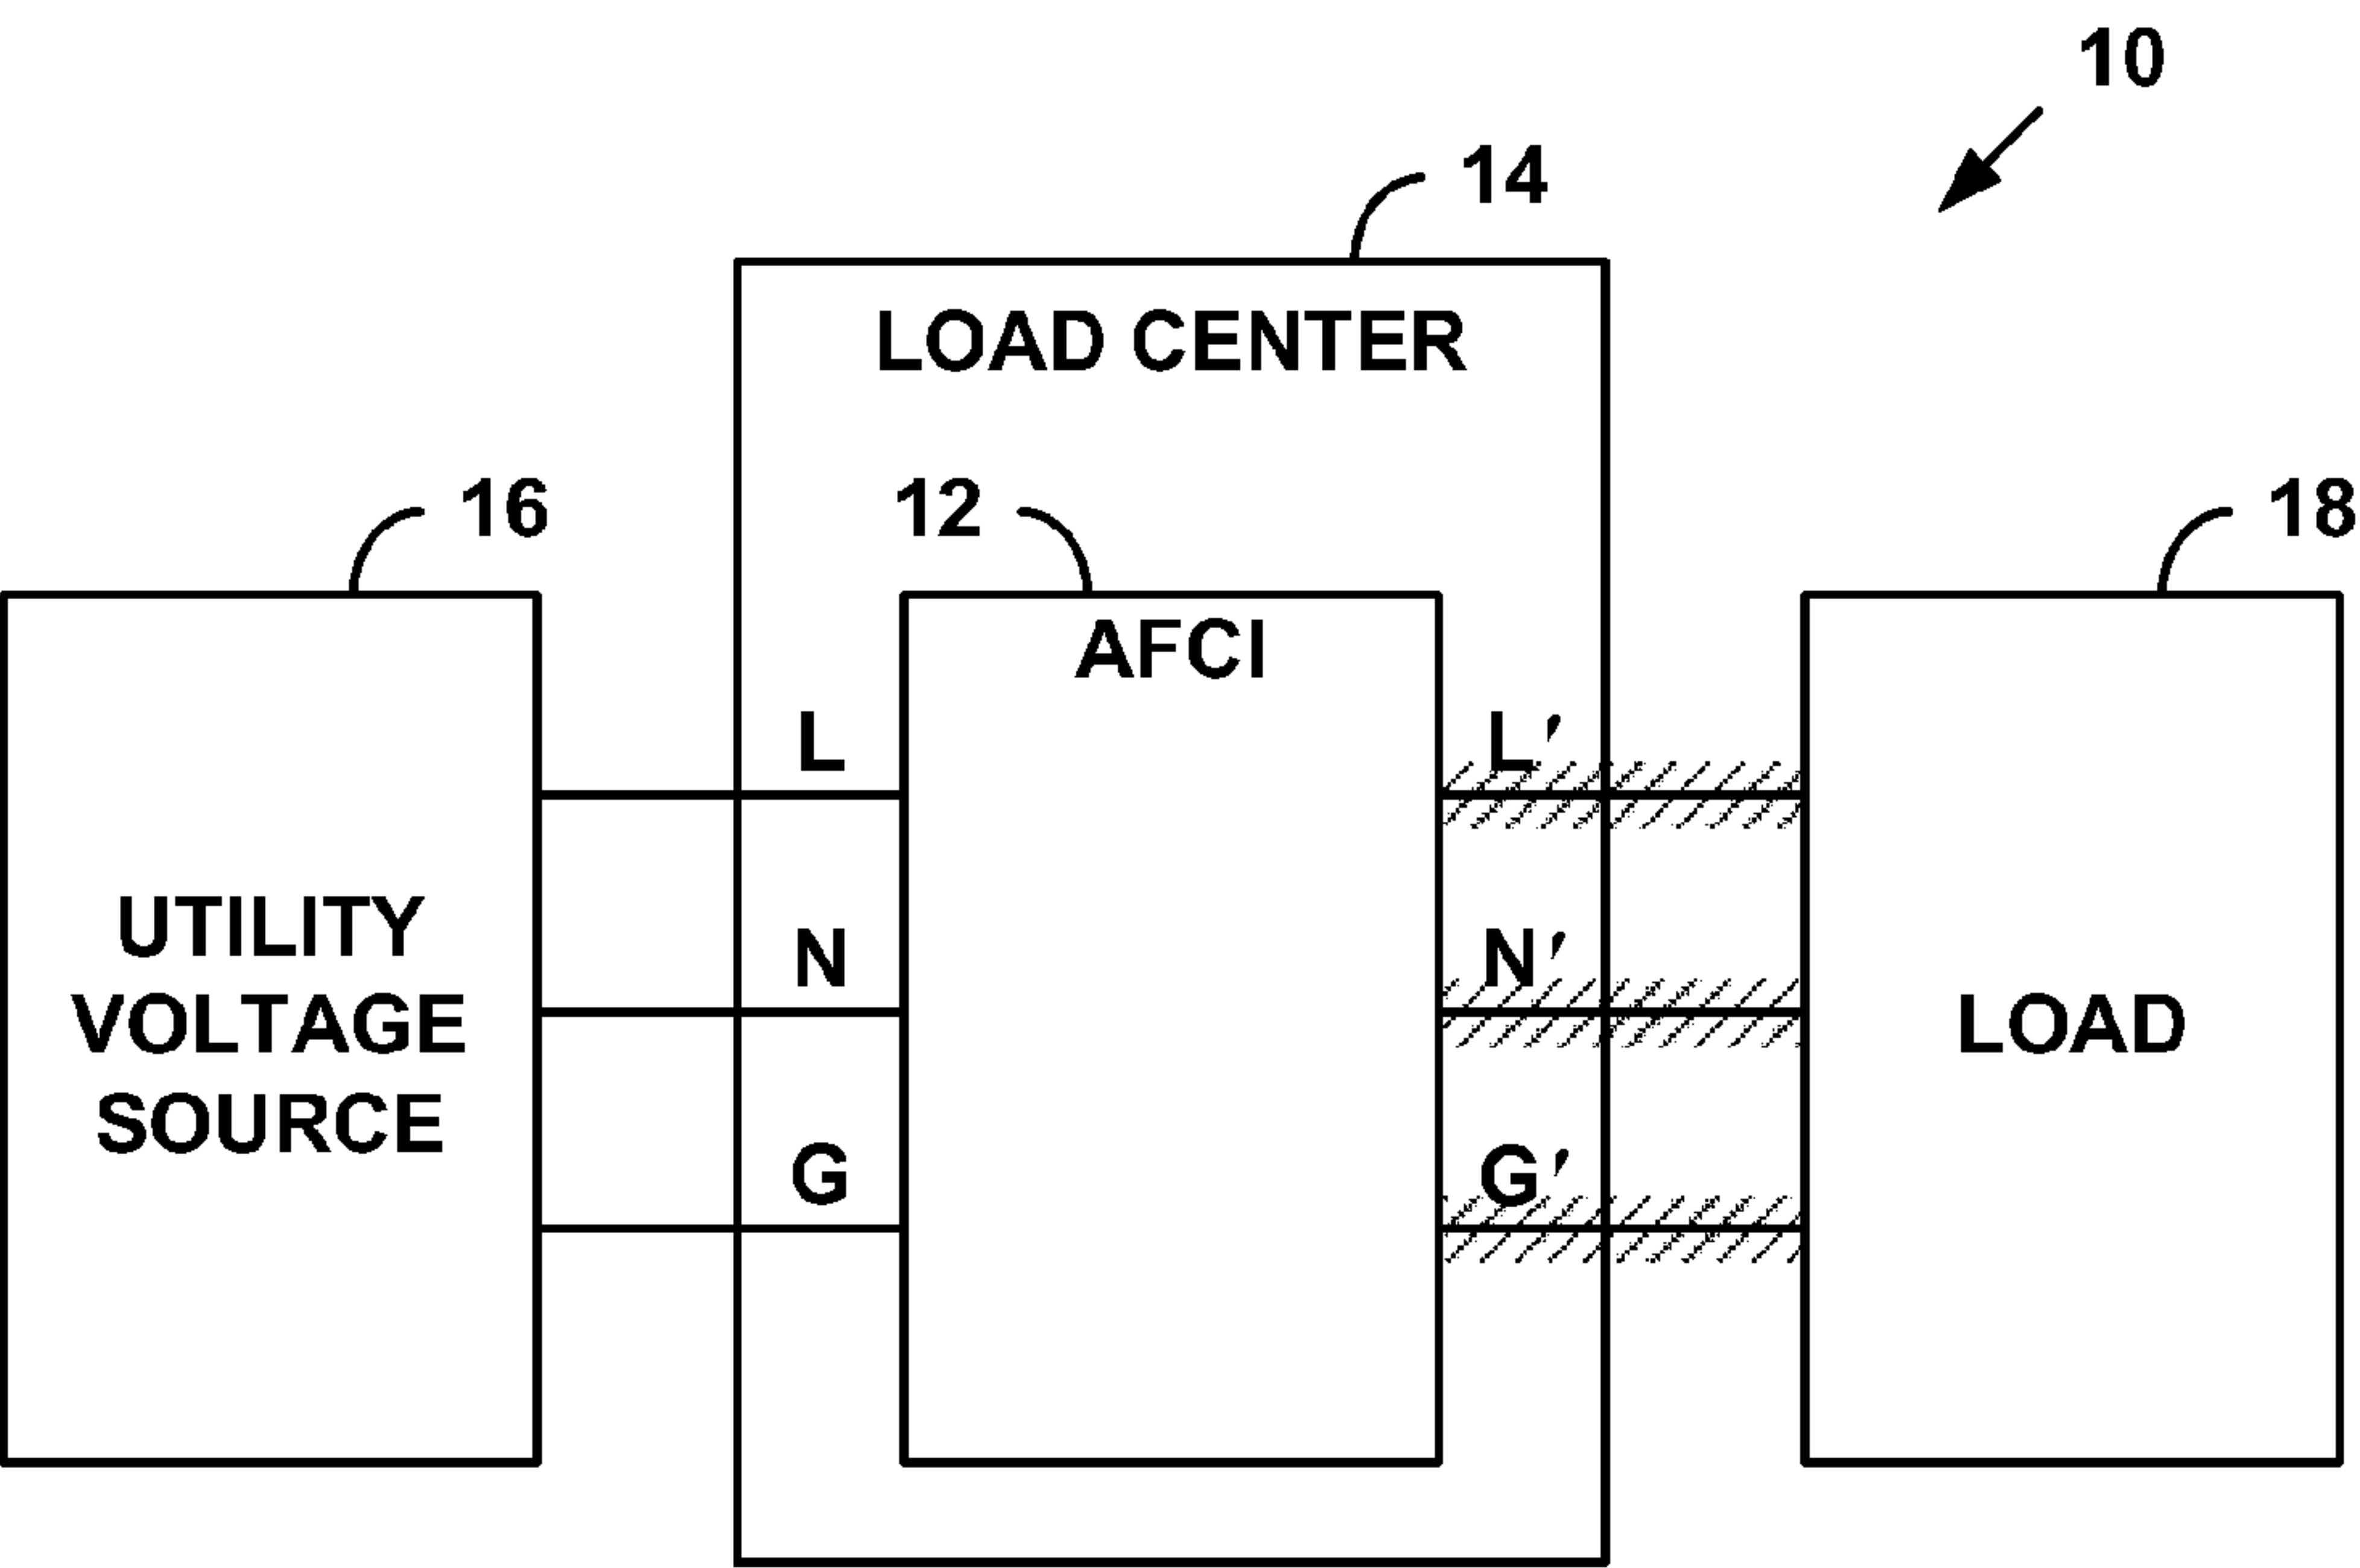 10
14
LOAD CENTER
16
12
18
AFCI
L
L′
UTILITY
VOLTAGE
SOURCE
N
N′
LOAD
G
G′